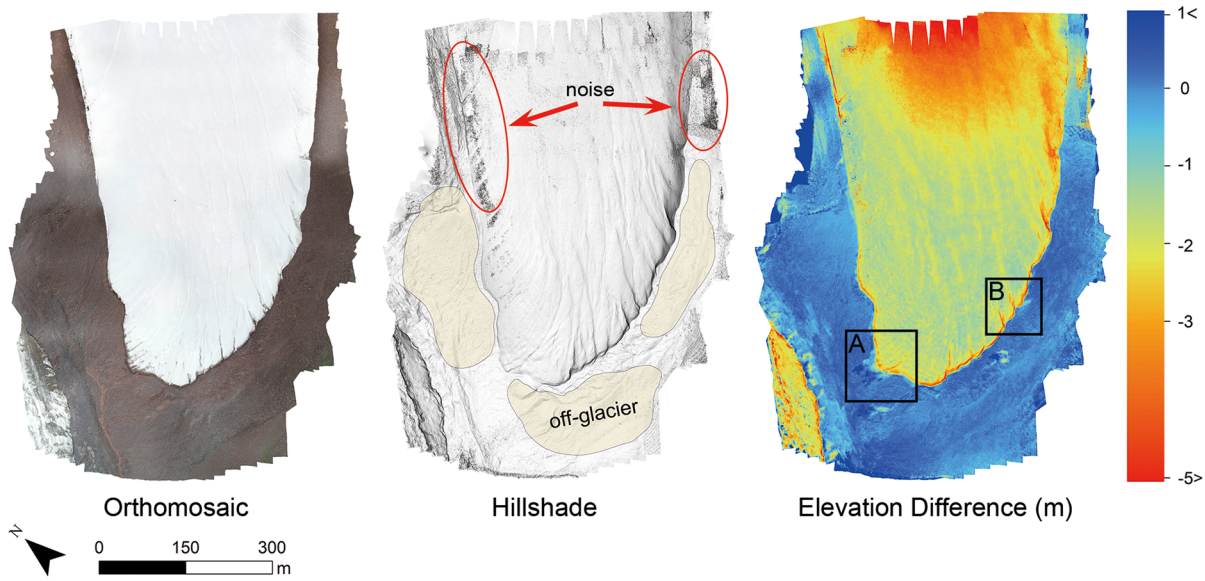 noise
off-glacier
A
B
1<
0
-1
-2
-3
-5>
Orthomosaic
Hillshade
Elevation Difference (m)
N
0 150 300
m